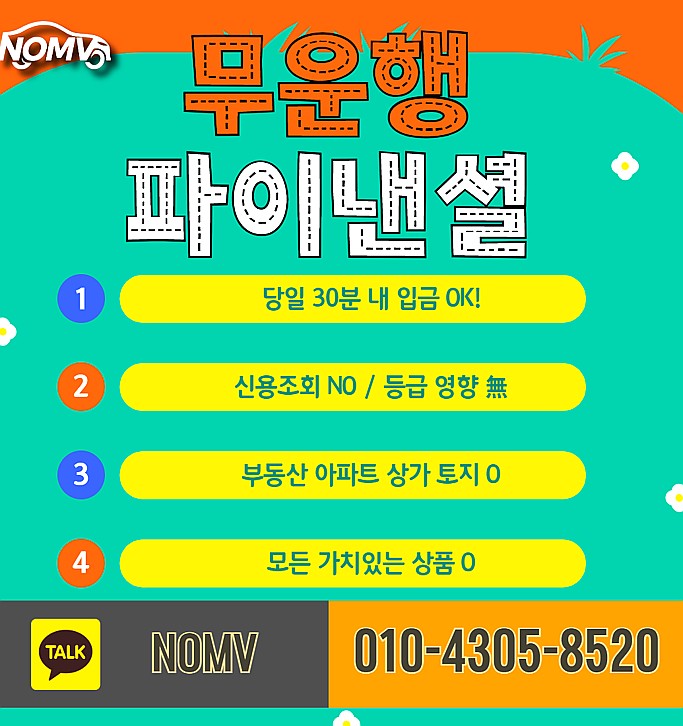 NOMV
무운행
파이낸셜
1 당일 30분 내 입금 OK!
2 신용조회 NO / 등급 영향 無
3 부동산 아파트 상가 토지 O
4 모든 가치있는 상품 O
TALK NOMV 010-4305-8520